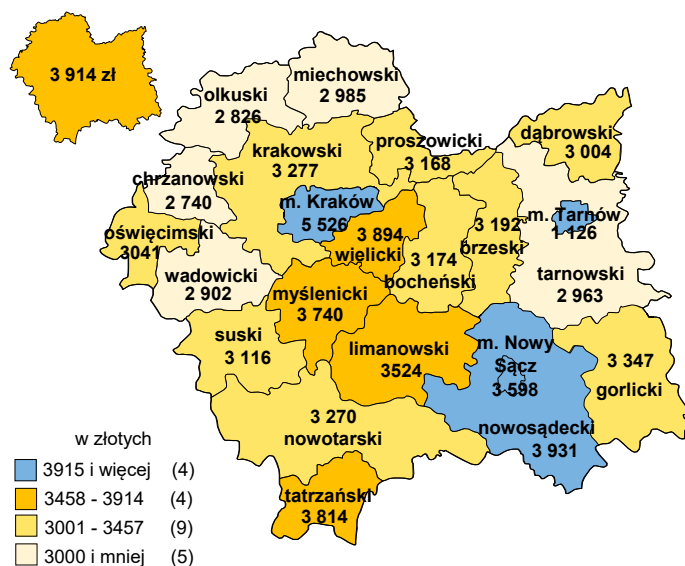 3 914 zł
miechowski
2 985
olkuski
2 826
dąbrowski
3 004
proszowicki
3 168
krakowski
3 277
chrzanowski
2 740
m. Kraków
5 526
m. Tarnów
1 126
3 192
brzeski
oświęcimski
3041
3 894
wielicki
3 174
bocheński
tarnowski
2 963
wadowicki
2 902
myślenicki
3 740
suski
3 116
limanowski
3524
m. Nowy
Sącz
3 598
3 347
gorlicki
3 270
nowotarski
nowosądecki
3 931
tatrzański
3 814
w złotych
3915 i więcej (4)
3458 - 3914 (4)
3001 - 3457 (9)
3000 i mniej (5)